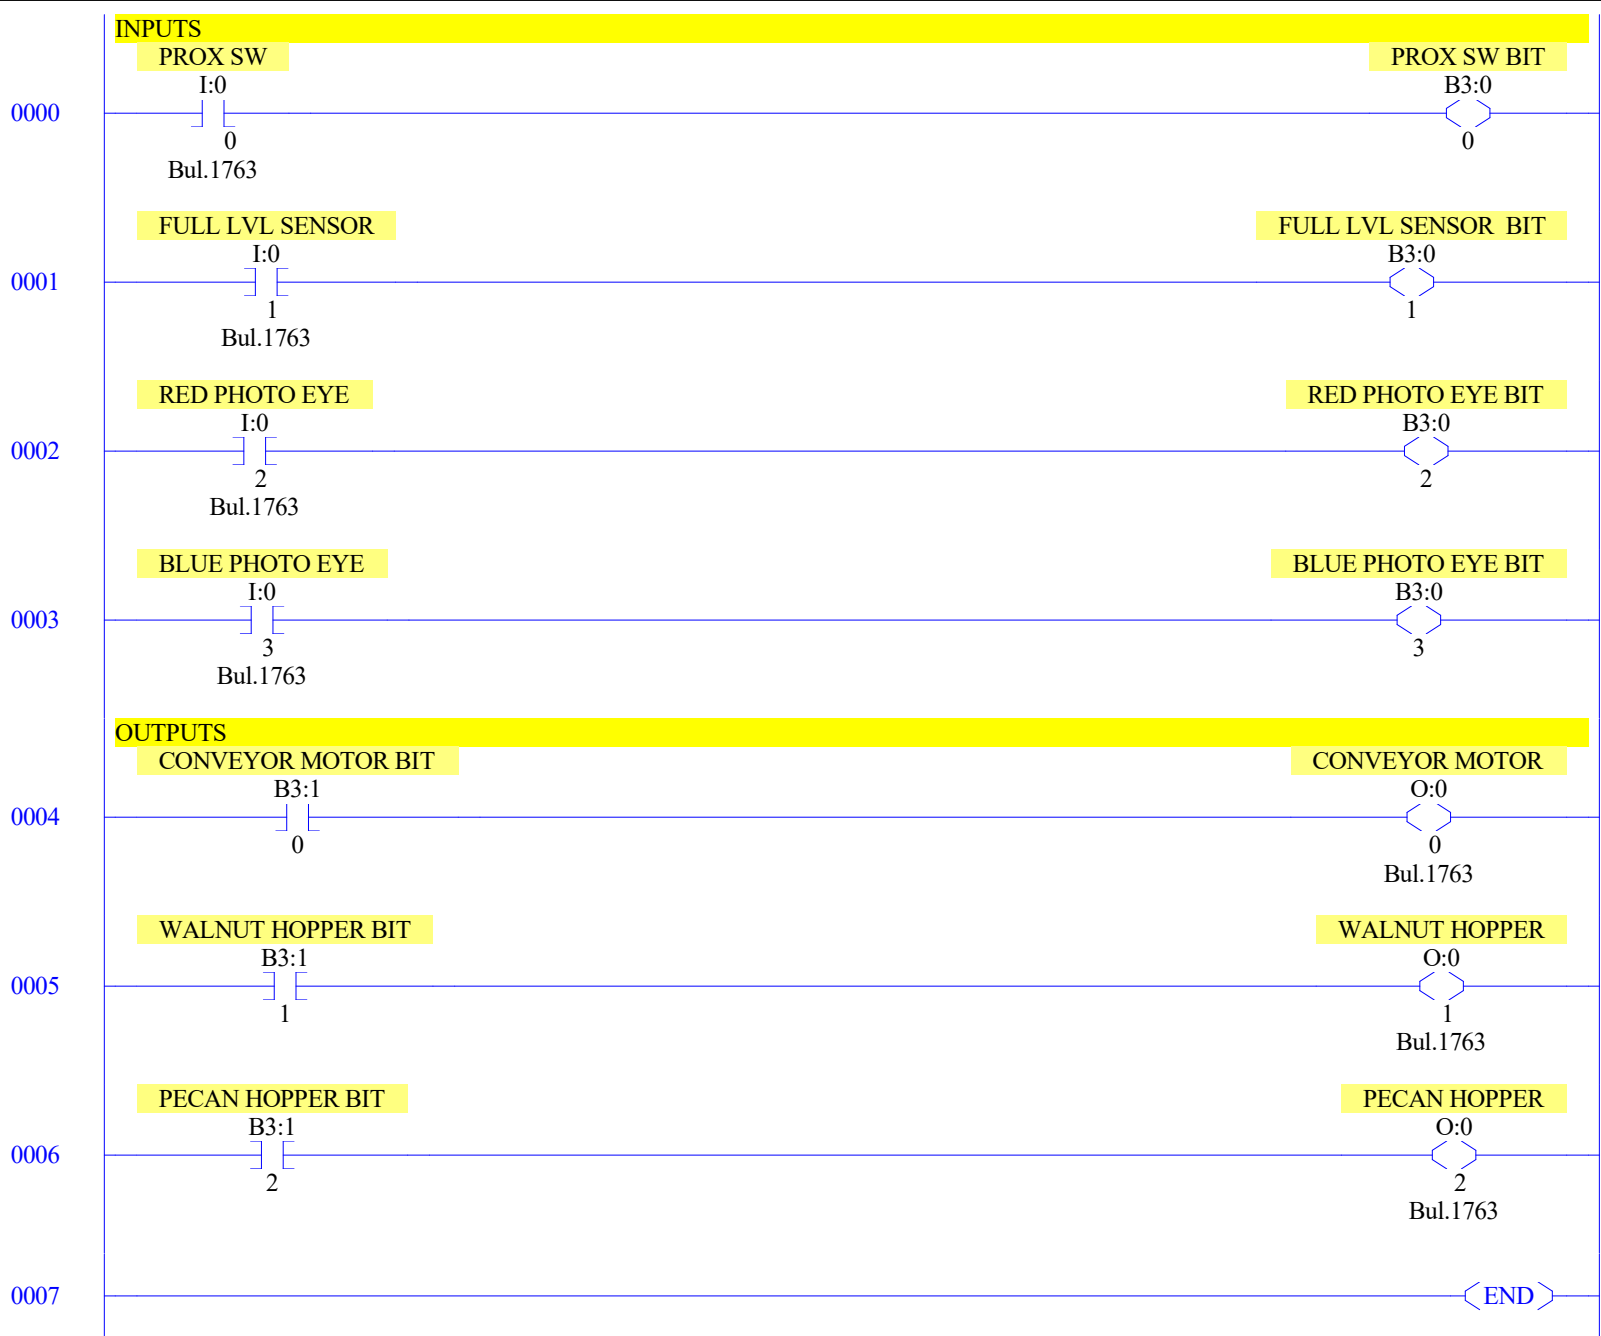 INPUTS
PROX SW PROX SW BIT
I:0 B3:0
0000
0 0
Bul.1763
FULL LVL SENSOR FULL LVL SENSOR  BIT
I:0 B3:0
0001
1 1
Bul.1763
RED PHOTO EYE RED PHOTO EYE BIT
I:0 B3:0
0002
2 2
Bul.1763
BLUE PHOTO EYE BLUE PHOTO EYE BIT
I:0 B3:0
0003
3 3
Bul.1763
OUTPUTS
CONVEYOR MOTOR BIT CONVEYOR MOTOR
B3:1 O:0
0004
0 0
Bul.1763
WALNUT HOPPER BIT WALNUT HOPPER
B3:1 O:0
0005
1 1
Bul.1763
PECAN HOPPER BIT PECAN HOPPER
B3:1 O:0
0006
2 2
Bul.1763
0007 END